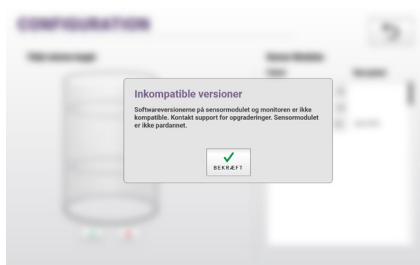 CONFIGURATION
Inkompatible versioner
Softwareversionerne på sensormodulet og monitoren er ikke
kompatible. Kontakt support for opgraderinger. Sensormodulet
er ikke pardannet.
BEKRÆFT